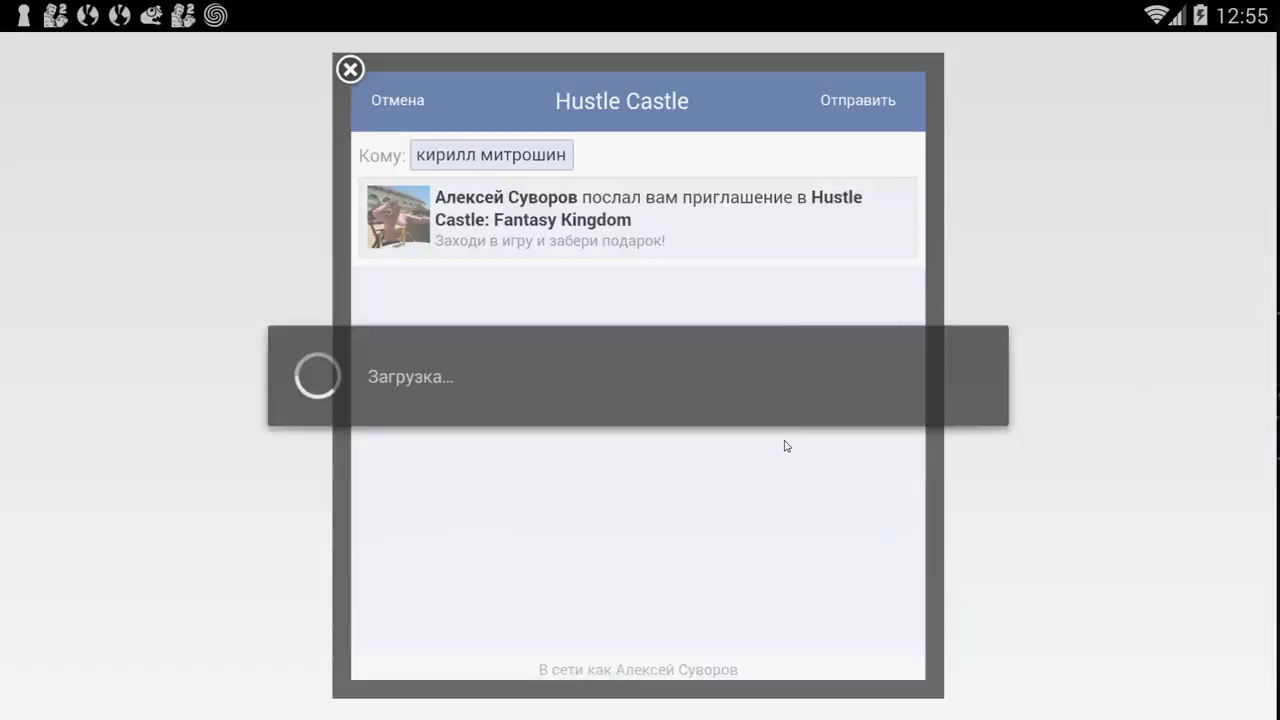 12:55
Отмена
Hustle Castle
Отправить
Кому: кирилл митрошин
Алексей Суворов послал вам приглашение в Hustle
Castle: Fantasy Kingdom
Заходи в игру и забери подарок!
Загрузка...
В сети как Алексей Суворов